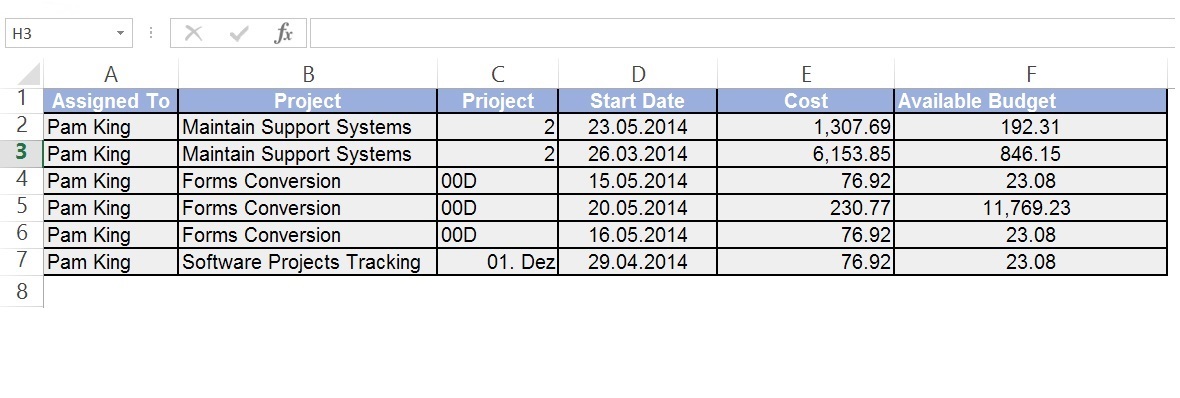 H3 fx
A B C D E F
1 Assigned To Project Prioject Start Date Cost Available Budget
2 Pam King Maintain Support Systems 2 23.05.2014 1,307.69 192.31
3 Pam King Maintain Support Systems 2 26.03.2014 6,153.85 846.15
4 Pam King Forms Conversion 00D 15.05.2014 76.92 23.08
5 Pam King Forms Conversion 00D 20.05.2014 230.77 11,769.23
6 Pam King Forms Conversion 00D 16.05.2014 76.92 23.08
7 Pam King Software Projects Tracking 01. Dez 29.04.2014 76.92 23.08
8